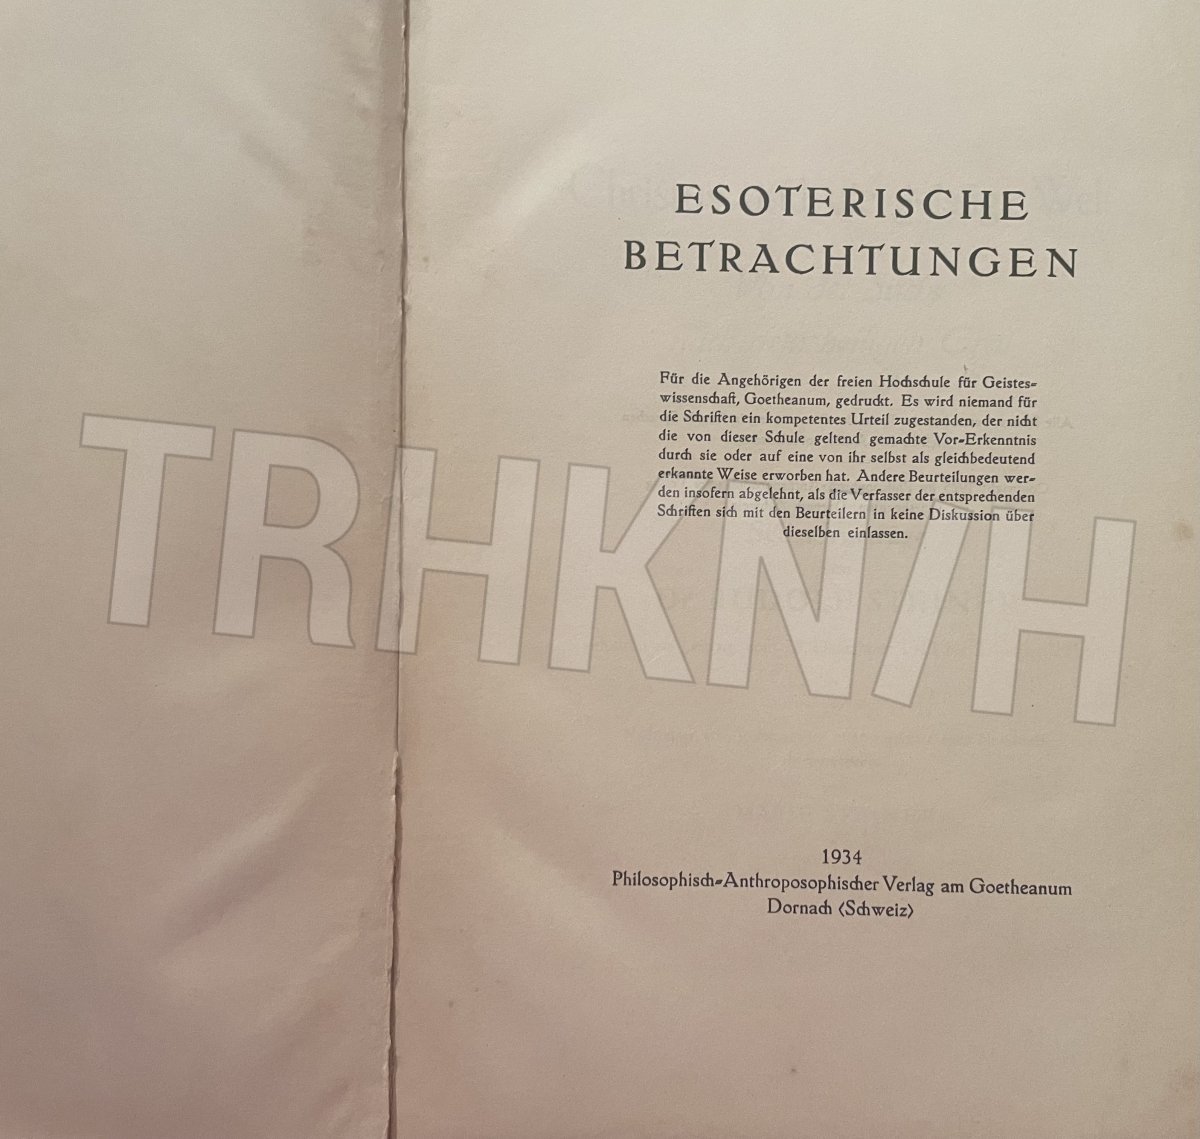 ESOTERISCHE
BETRACHTUNGEN
Für die Angehörigen der freien Hochschule für Geistes-
wissenschaft, Goetheanum, gedruckt. Es wird niemand für
die Schriften ein kompetentes Urteil zugestanden, der nicht
die von dieser Schule geltend gemachte Vor-Erkenntnis
durch sie oder auf eine von ihr selbst als gleichbedeutend
erkannte Weise erworben hat. Andere Beurteilungen wer-
den insofern abgelehnt, als die Verfasser der entsprechenden
Schriften sich mit den Beurteilern in keine Diskussion über
dieselben einlassen.
TRHKN/H
1934
Philosophisch-Anthroposophischer Verlag am Goetheanum
Dornach (Schweiz)